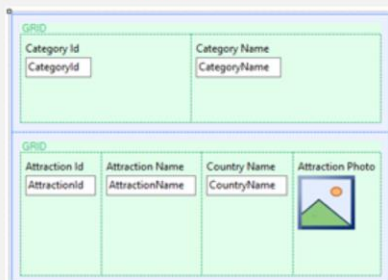 GRID
Category Id Category Name
CategoryId CategoryName
GRID
Attraction Id Attraction Name Country Name Attraction Photo
AttractionId AttractionName CountryName